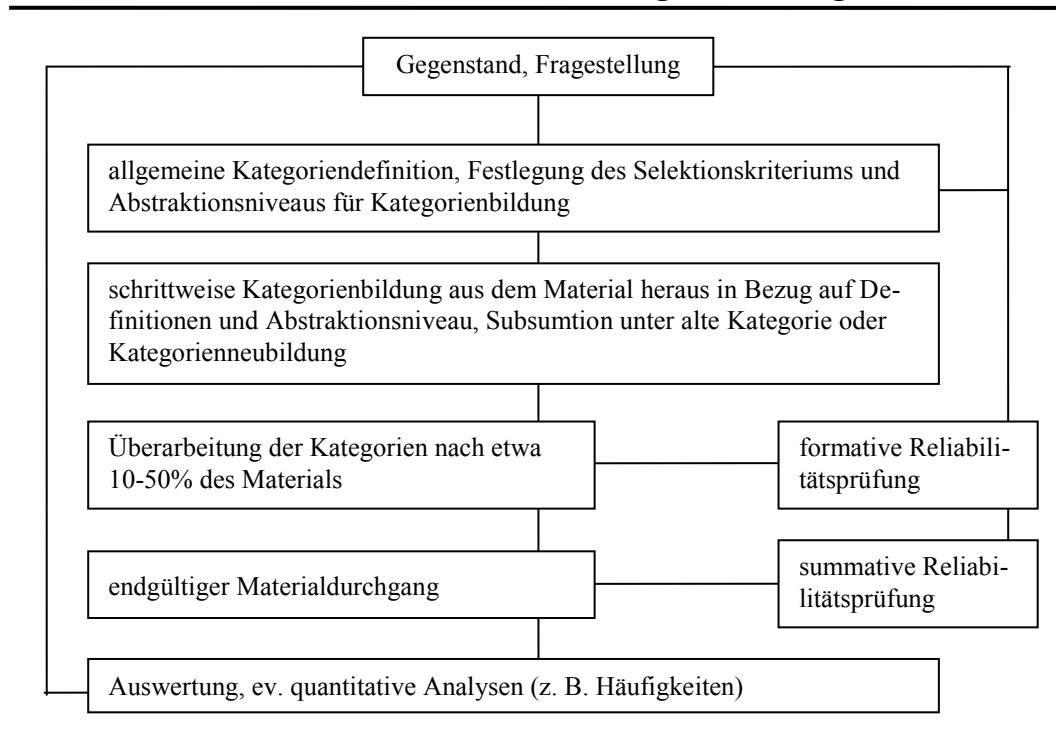 Gegenstand, Fragestellung
allgemeine Kategoriendefinition, Festlegung des Selektionskriteriums und
Abstraktionsniveaus für Kategorienbildung
schrittweise Kategorienbildung aus dem Material heraus in Bezug auf De-
finitionen und Abstraktionsniveau, Subsumtion unter alte Kategorie oder
Kategorienneubildung
Überarbeitung der Kategorien nach etwa
10-50% des Materials
formative Reliabili-
tätsprüfung
endgültiger Materialdurchgang
summative Reliabi-
litätsprüfung
Auswertung, ev. quantitative Analysen (z. B. Häufigkeiten)